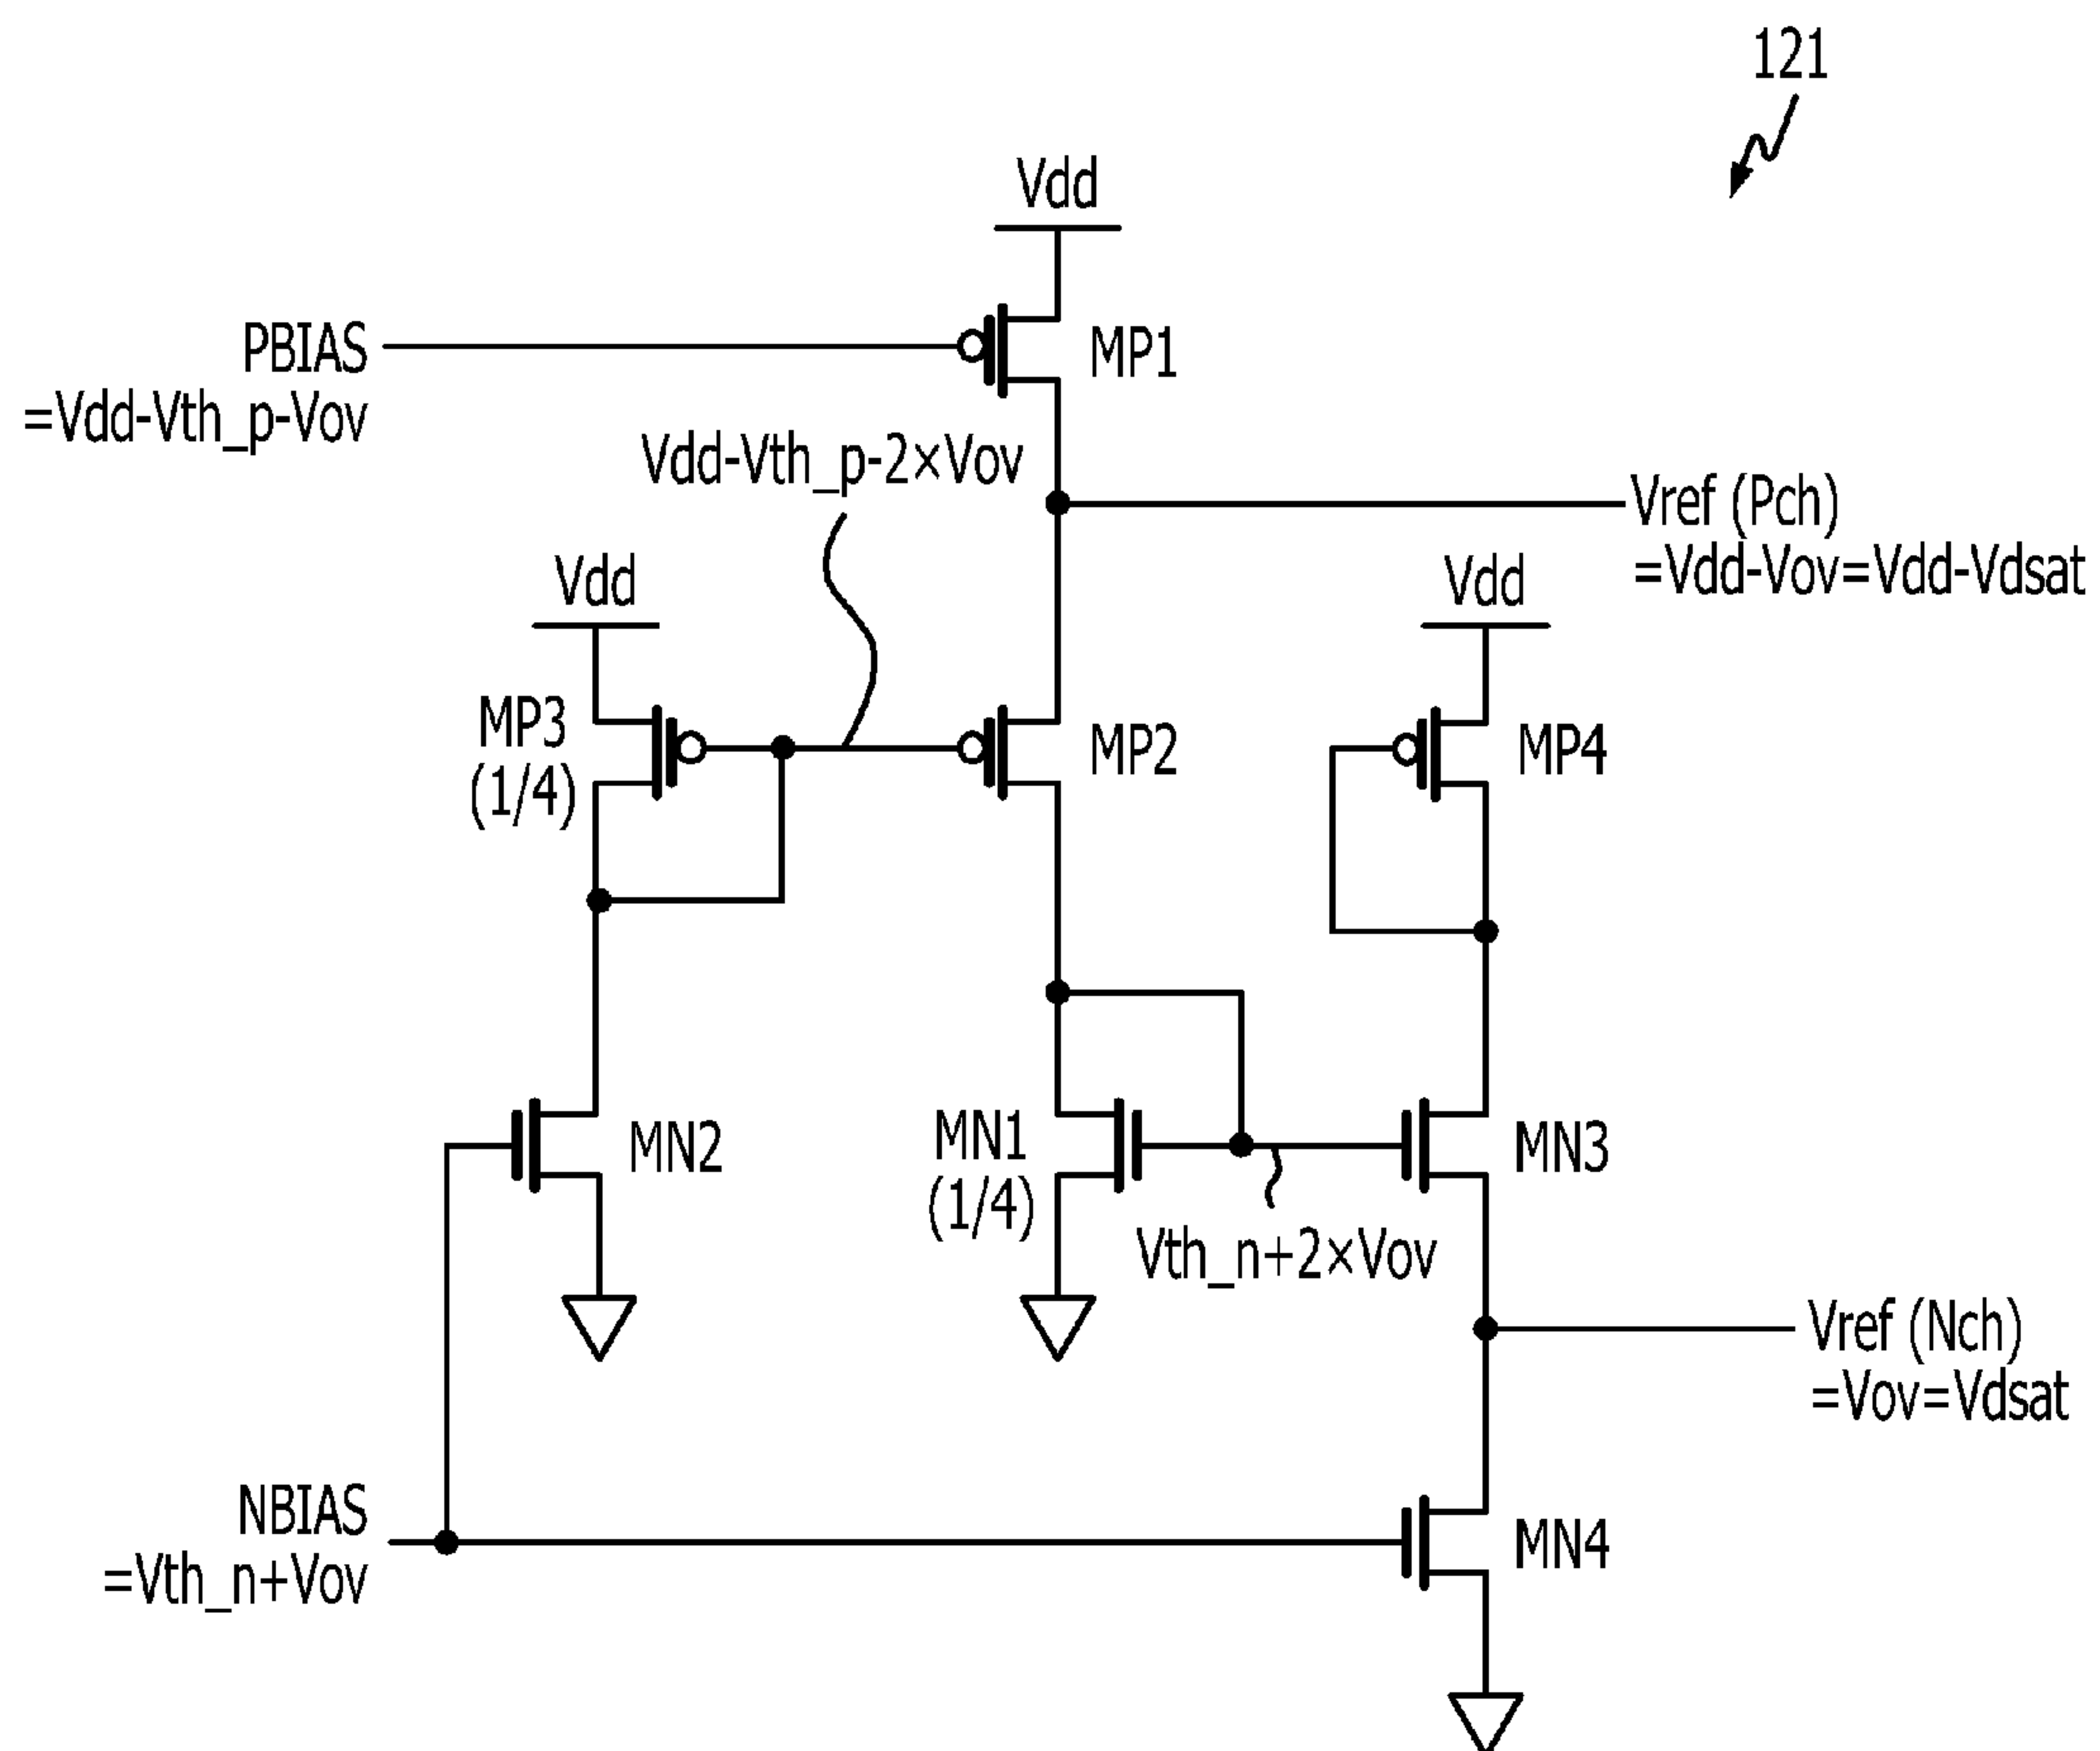 121
Vdd
PBIAS
=Vdd-Vth_p-Vov
MP1
Vdd-Vth_p-2×Vov
Vref (Pch)
=Vdd-Vov=Vdd-Vdsat
Vdd
Vdd
MP3
(1/4)
MP2
MP4
MN2
MN1
(1/4)
MN3
Vth_n+2×Vov
Vref (Nch)
=Vov=Vdsat
NBIAS
=Vth_n+Vov
MN4